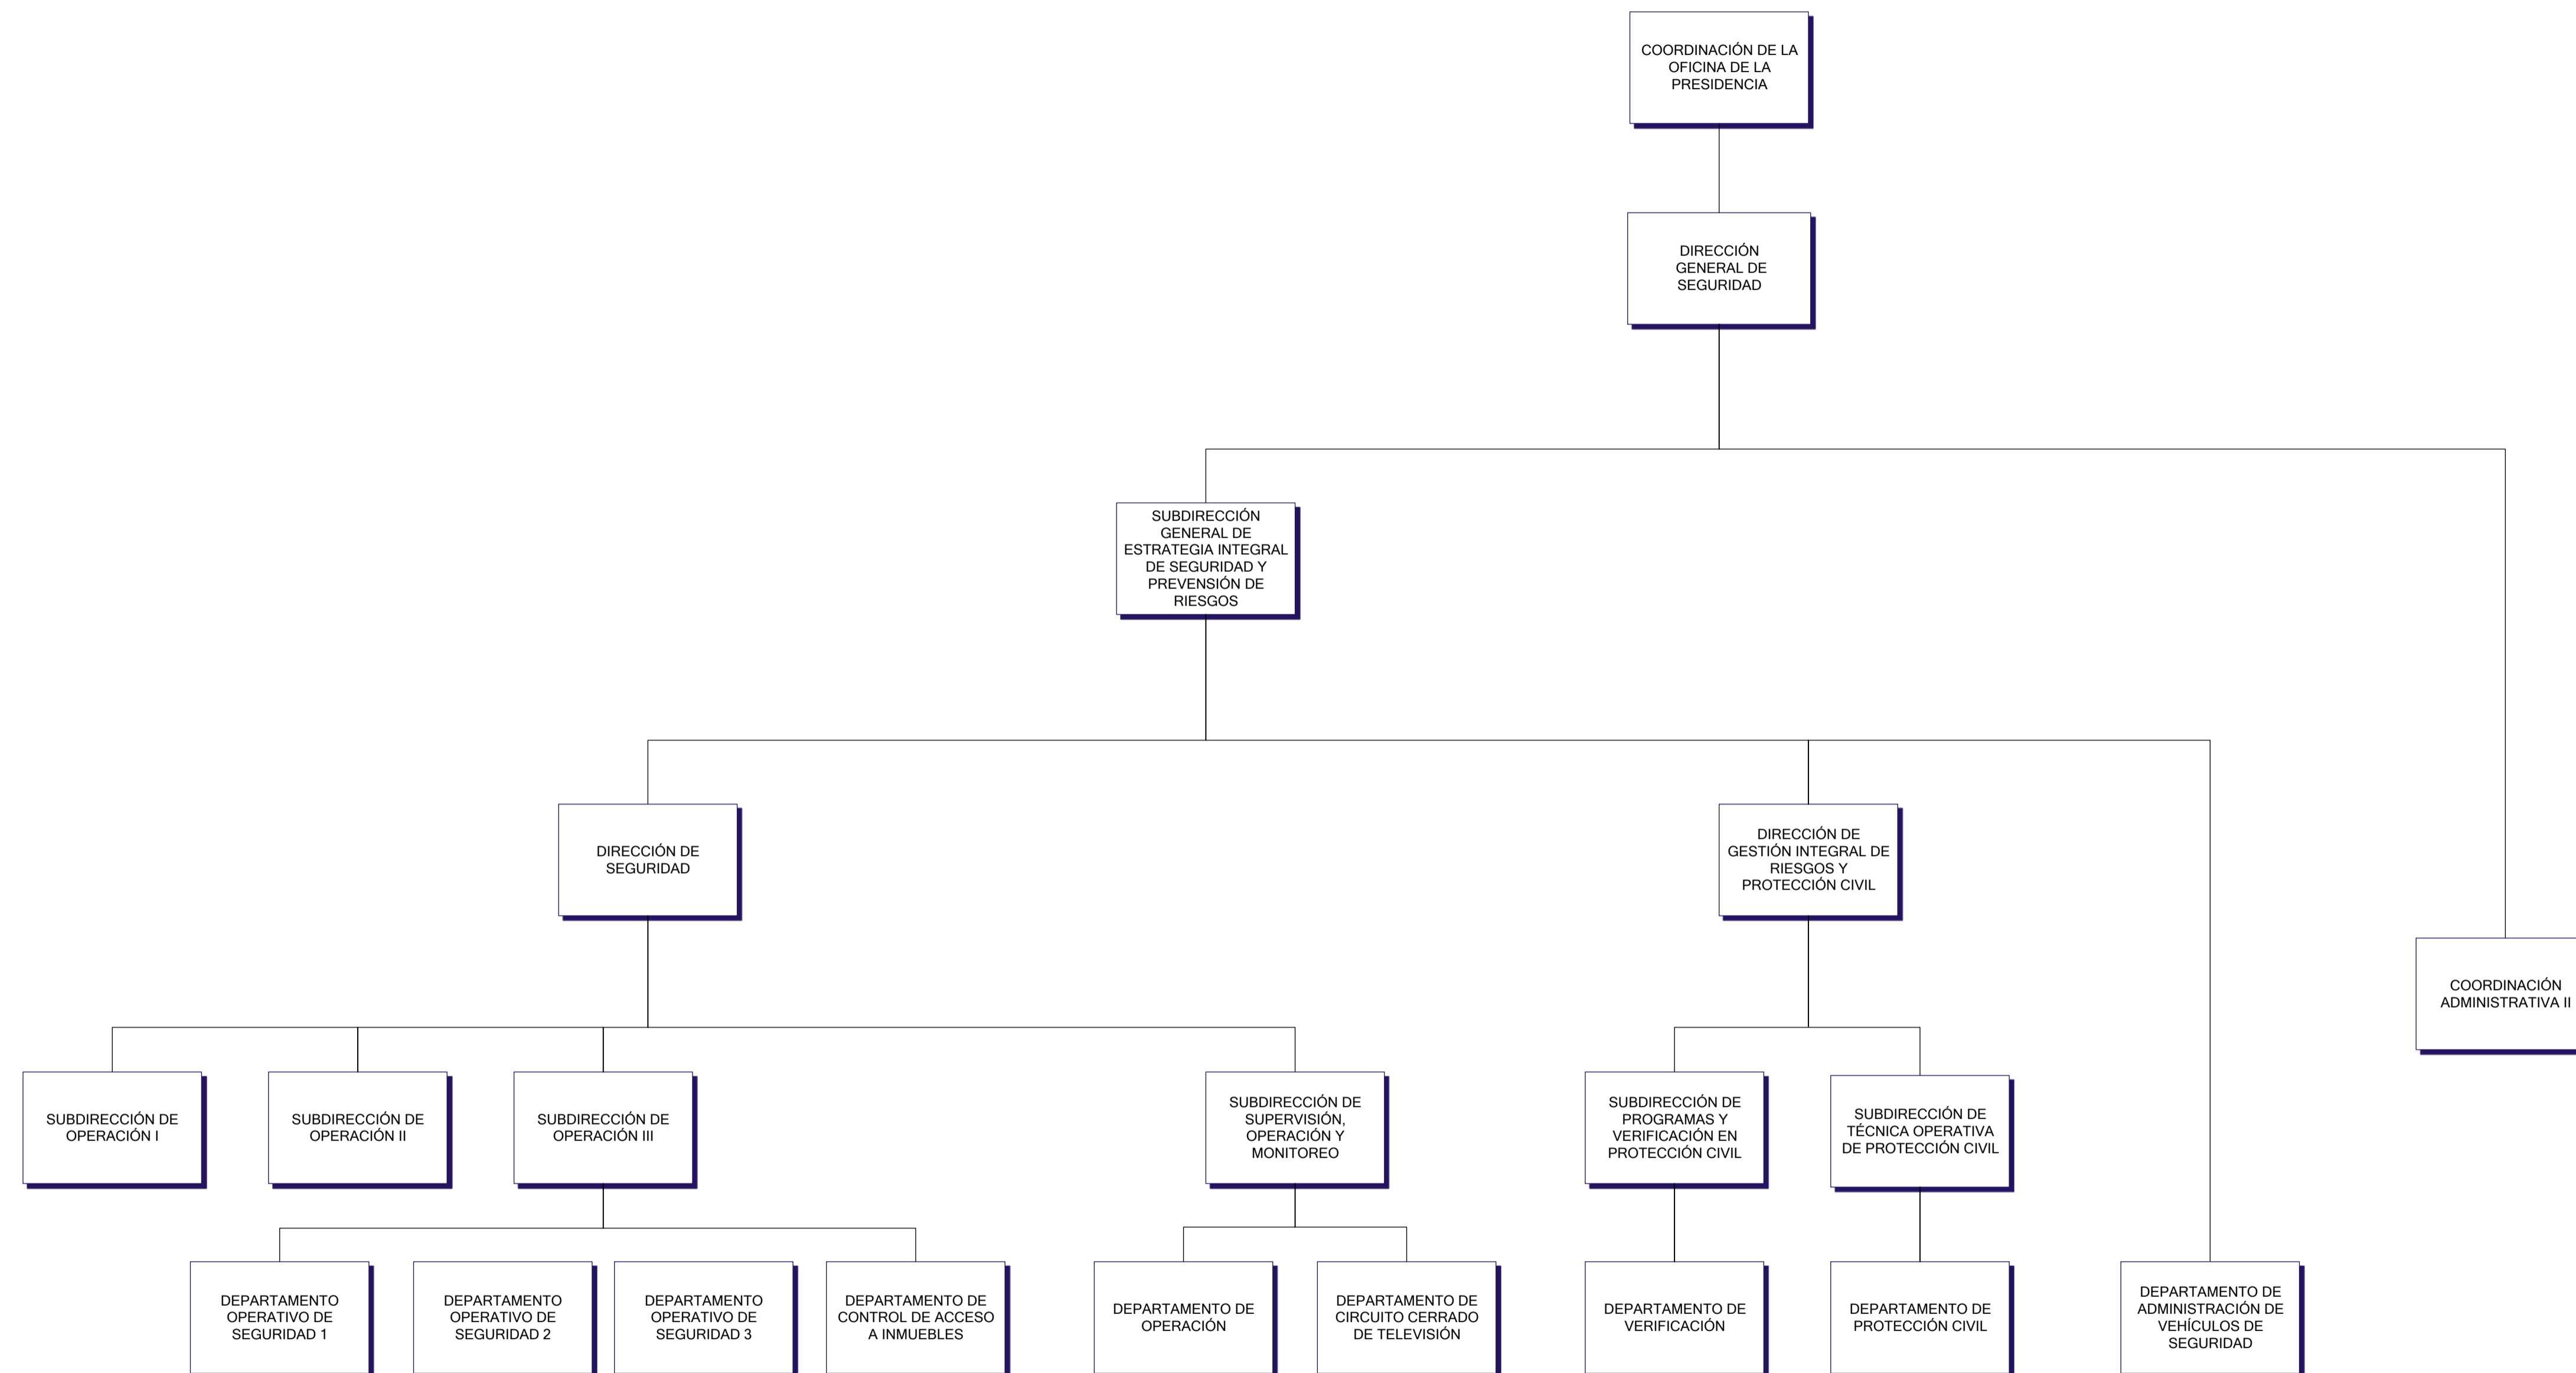 COORDINACIÓN DE LA
OFICINA DE LA
PRESIDENCIA
DIRECCIÓN
GENERAL DE
SEGURIDAD
SUBDIRECCIÓN
GENERAL DE
ESTRATEGIA INTEGRAL
DE SEGURIDAD Y
PREVENSIÓN DE
RIESGOS
DIRECCIÓN DE
SEGURIDAD
DIRECCIÓN DE
GESTIÓN INTEGRAL DE
RIESGOS Y
PROTECCIÓN CIVIL
COORDINACIÓN
ADMINISTRATIVA II
SUBDIRECCIÓN DE
OPERACIÓN I
SUBDIRECCIÓN DE
OPERACIÓN II
SUBDIRECCIÓN DE
OPERACIÓN III
SUBDIRECCIÓN DE
SUPERVISIÓN,
OPERACIÓN Y
MONITOREO
SUBDIRECCIÓN DE
PROGRAMAS Y
VERIFICACIÓN EN
PROTECCIÓN CIVIL
SUBDIRECCIÓN DE
TÉCNICA OPERATIVA
DE PROTECCIÓN CIVIL
DEPARTAMENTO
OPERATIVO DE
SEGURIDAD 1
DEPARTAMENTO
OPERATIVO DE
SEGURIDAD 2
DEPARTAMENTO
OPERATIVO DE
SEGURIDAD 3
DEPARTAMENTO DE
CONTROL DE ACCESO
A INMUEBLES
DEPARTAMENTO DE
OPERACIÓN
DEPARTAMENTO DE
CIRCUITO CERRADO
DE TELEVISIÓN
DEPARTAMENTO DE
VERIFICACIÓN
DEPARTAMENTO DE
PROTECCIÓN CIVIL
DEPARTAMENTO DE
ADMINISTRACIÓN DE
VEHÍCULOS DE
SEGURIDAD